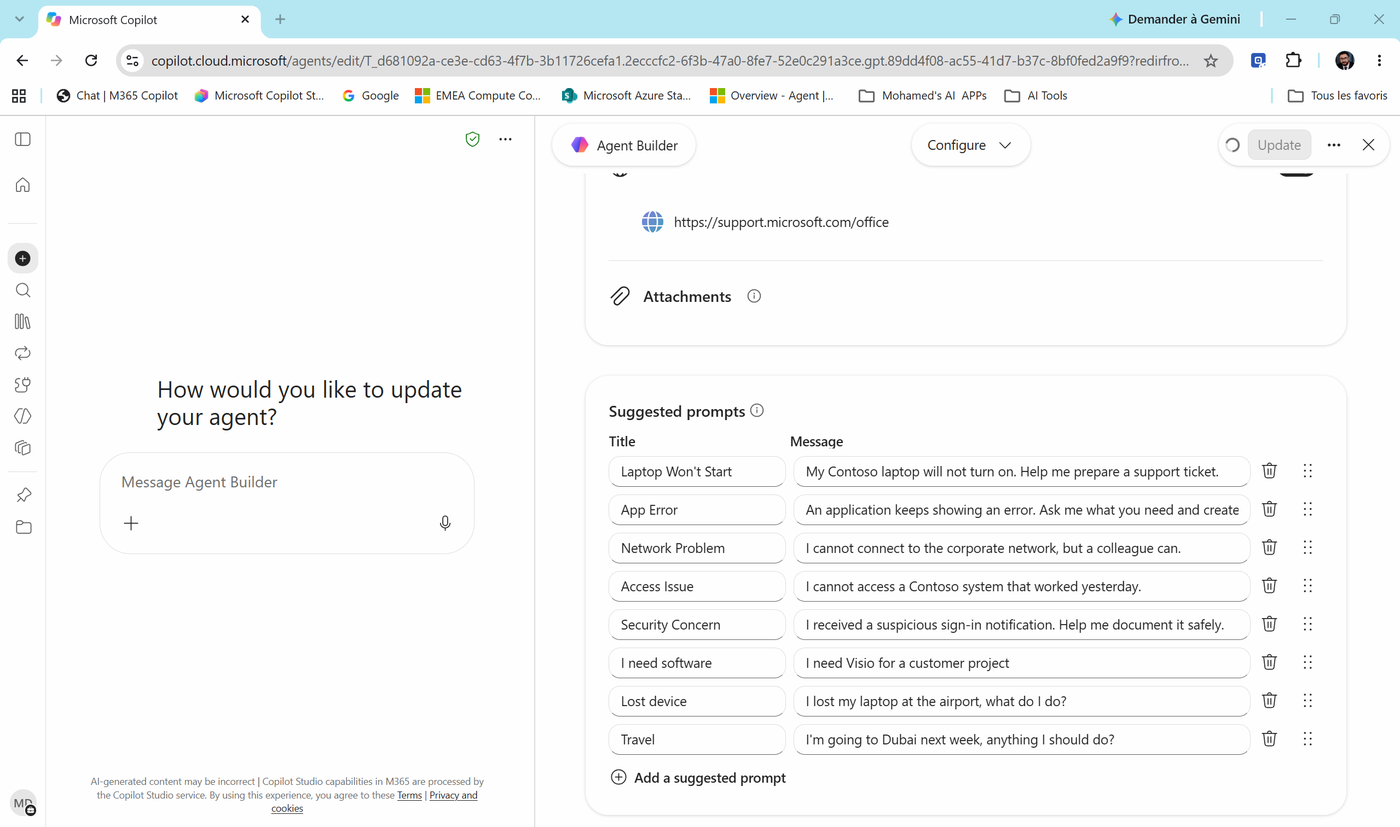 Microsoft Copilot
Demander à Gemini
copilot.cloud.microsoft/agents/edit/T_d681092a-ce3e-cd63-4f7b-3b11726cefa1.2ecccfc2-6f3b-47a0-8fe7-52e0c291a3ce.gpt.89dd4f08-ac55-41d7-b37c-8bf0fed2a9f9?redirfro...
Chat | M365 Copilot
Microsoft Copilot St...
Google
EMEA Compute Co...
Microsoft Azure Sta...
Overview - Agent |...
Mohamed's AI APPs
AI Tools
Tous les favoris
Agent Builder
Configure
Update
https://support.microsoft.com/office
Attachments
How would you like to update
your agent?
Message Agent Builder
Suggested prompts
Title Message
Laptop Won't Start My Contoso laptop will not turn on. Help me prepare a support ticket.
App Error An application keeps showing an error. Ask me what you need and create
Network Problem I cannot connect to the corporate network, but a colleague can.
Access Issue I cannot access a Contoso system that worked yesterday.
Security Concern I received a suspicious sign-in notification. Help me document it safely.
I need software I need Visio for a customer project
Lost device I lost my laptop at the airport, what do I do?
Travel I'm going to Dubai next week, anything I should do?
Add a suggested prompt
AI-generated content may be incorrect | Copilot Studio capabilities in M365 are processed by
the Copilot Studio service. By using this experience, you agree to these Terms | Privacy and
cookies
MD